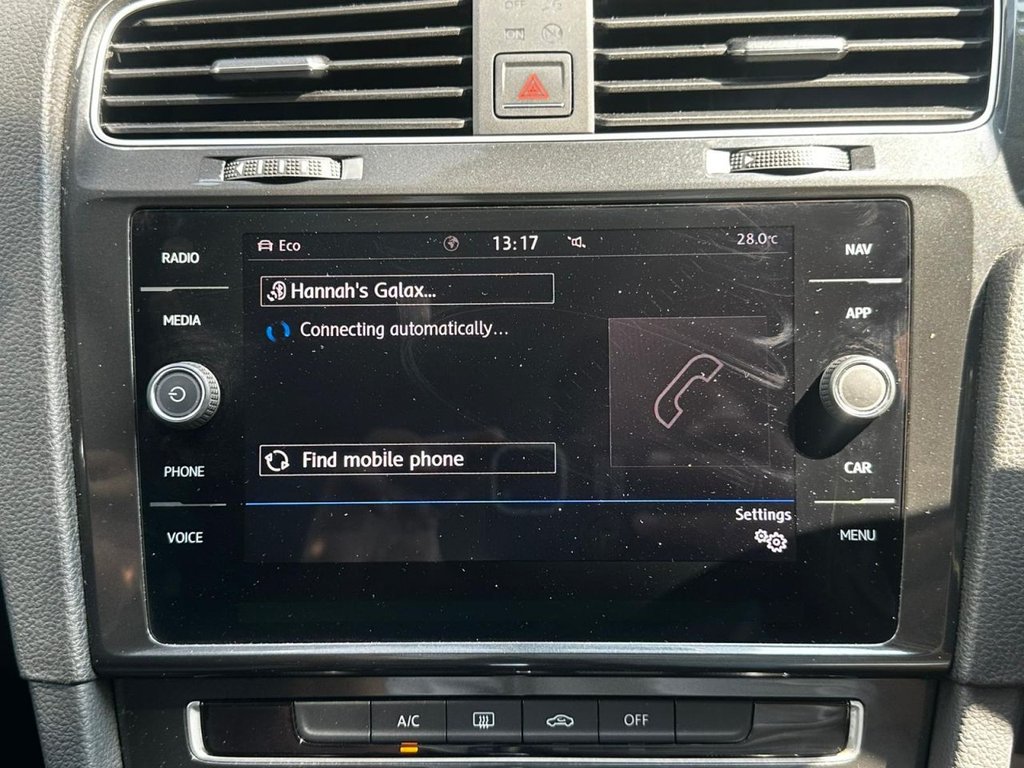 OFF
ON
RADIO
MEDIA
PHONE
VOICE
Eco 13:17 28.0°C
Hannah's Galax...
Connecting automatically...
Find mobile phone
Settings
NAV
APP
CAR
MENU
A/C
OFF